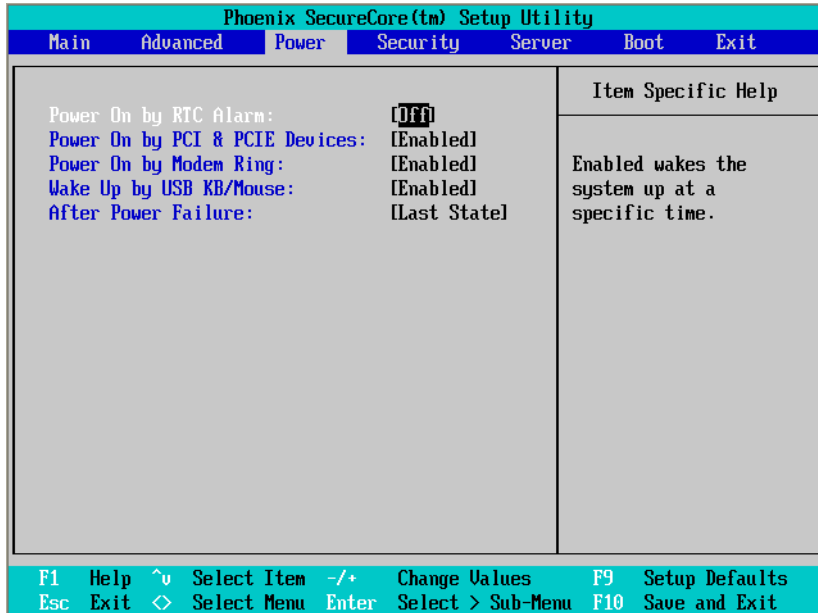 Phoenix SecureCore(tm) Setup Utility
Main Advanced Power Security Server Boot Exit
Item Specific Help
Power On by RTC Alarm: [Off]
Power On by PCI & PCIE Devices: [Enabled]
Power On by Modem Ring: [Enabled]
Wake Up by USB KB/Mouse: [Enabled]
After Power Failure: [Last State]
Enabled wakes the
system up at a
specific time.
F1 Help ^v Select Item -/+ Change Values F9 Setup Defaults
Esc Exit <> Select Menu Enter Select > Sub-Menu F10 Save and Exit